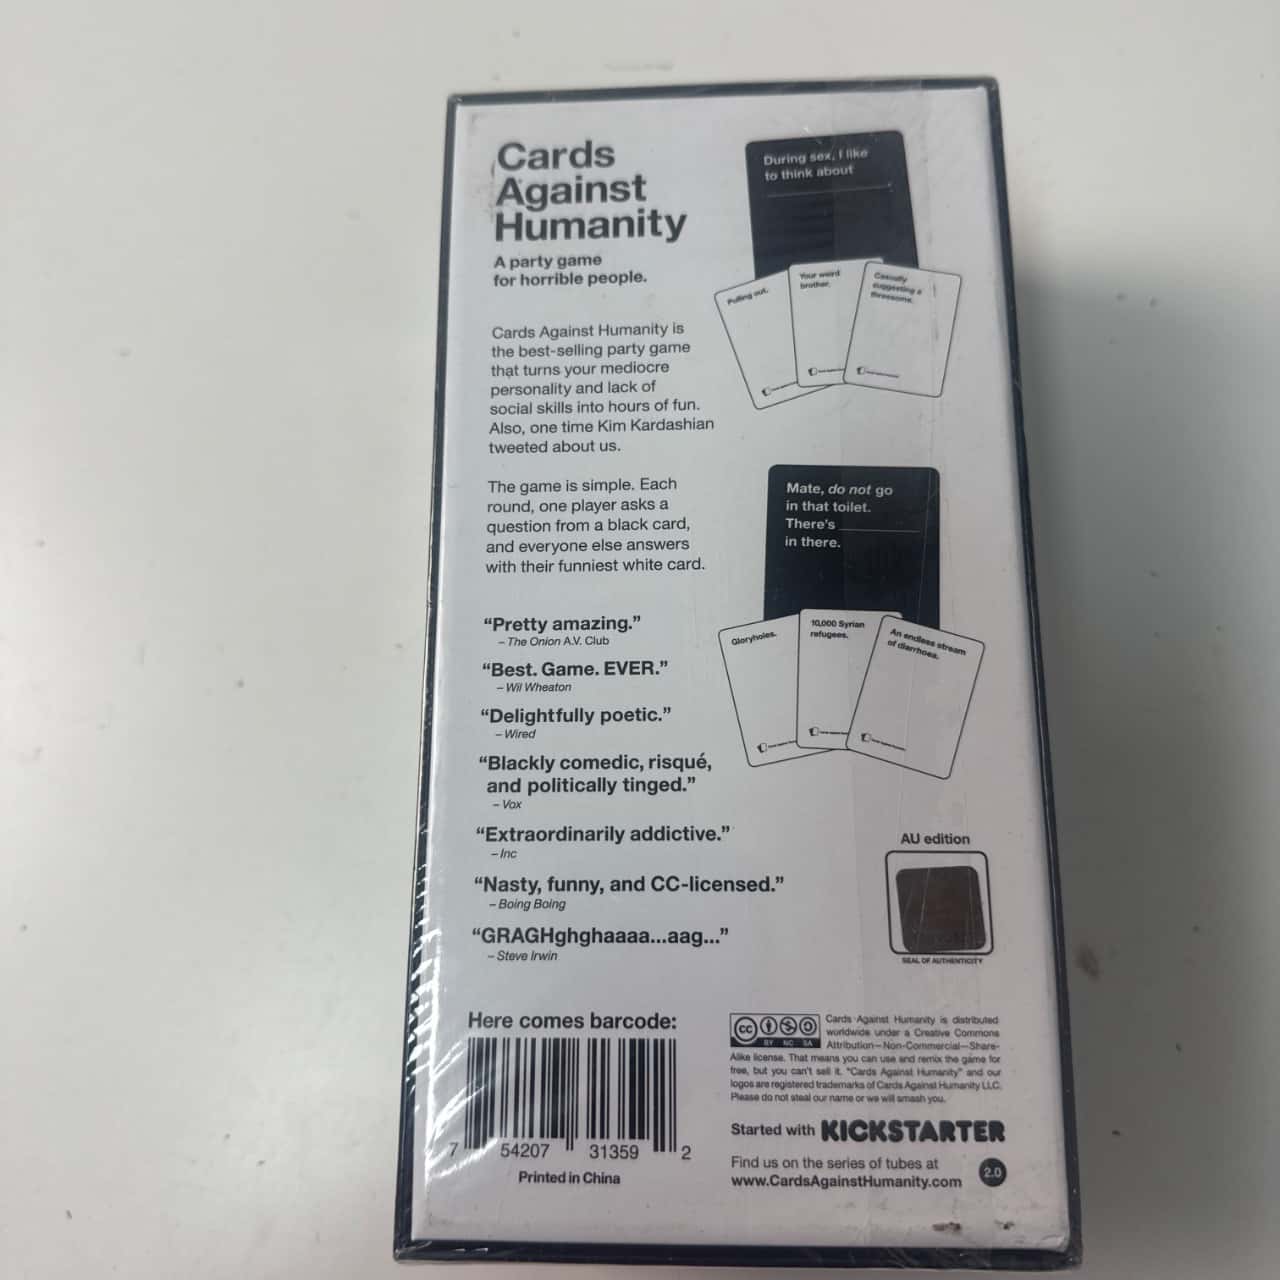 Cards
Against
Humanity
A party game
for horrible people.
Cards Against Humanity is
the best-selling party game
that turns your mediocre
personality and lack of
social skills into hours of fun.
Also, one time Kim Kardashian
tweeted about us.
The game is simple. Each
round, one player asks a
question from a black card,
and everyone else answers
with their funniest white card.
“Pretty amazing.”
– The Onion A.V. Club
“Best. Game. EVER.”
– Wil Wheaton
“Delightfully poetic.”
– Wired
“Blackly comedic, risqué,
and politically tinged.”
– Vox
“Extraordinarily addictive.”
– Inc
“Nasty, funny, and CC-licensed.”
– Boing Boing
“GRAGHghghaaaa...aag...”
– Steve Irwin
During sex, I like
to think about
Pulling out.
Your weird
brother.
Casually
suggesting a
threesome.
Mate, do not go
in that toilet.
There's
in there.
Gloryholes.
10,000 Syrian
refugees.
An endless stream
of diarrhoea.
AU edition
SEAL OF AUTHENTICITY
Here comes barcode:
7 54207 31359 2
Printed in China
cc
BY NC SA
Cards Against Humanity is distributed
worldwide under a Creative Commons
Attribution–Non-Commercial–Share-
Alike license. That means you can use and remix the game for
free, but you can't sell it. "Cards Against Humanity" and our
logos are registered trademarks of Cards Against Humanity LLC.
Please do not steal our name or we will smash you.
Started with KICKSTARTER
Find us on the series of tubes at
www.CardsAgainstHumanity.com
2.0